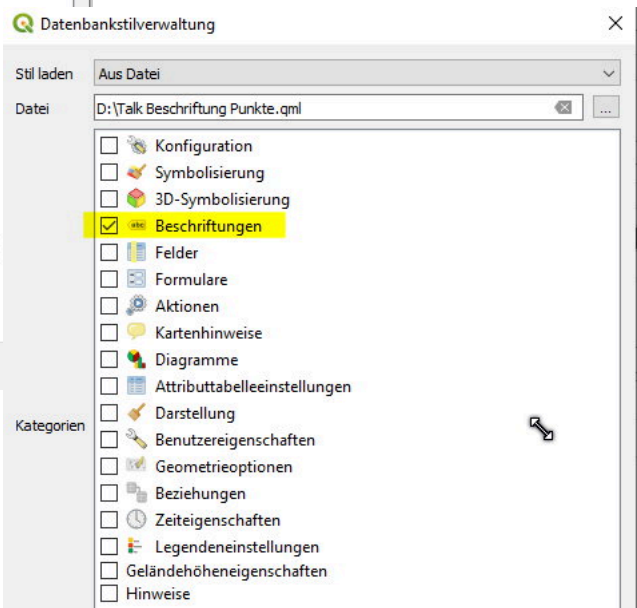 Datenbankstilverwaltung
Stil laden Aus Datei
Datei D:\Talk Beschriftung Punkte.qml ...
Konfiguration
Symbolisierung
3D-Symbolisierung
abc Beschriftungen
Felder
Formulare
Aktionen
Kartenhinweise
Diagramme
Attributtabelleeinstellungen
Kategorien Darstellung
Benutzereigenschaften
Geometrieoptionen
Beziehungen
Zeiteigenschaften
Legendeneinstellungen
Geländehöheneigenschaften
Hinweise